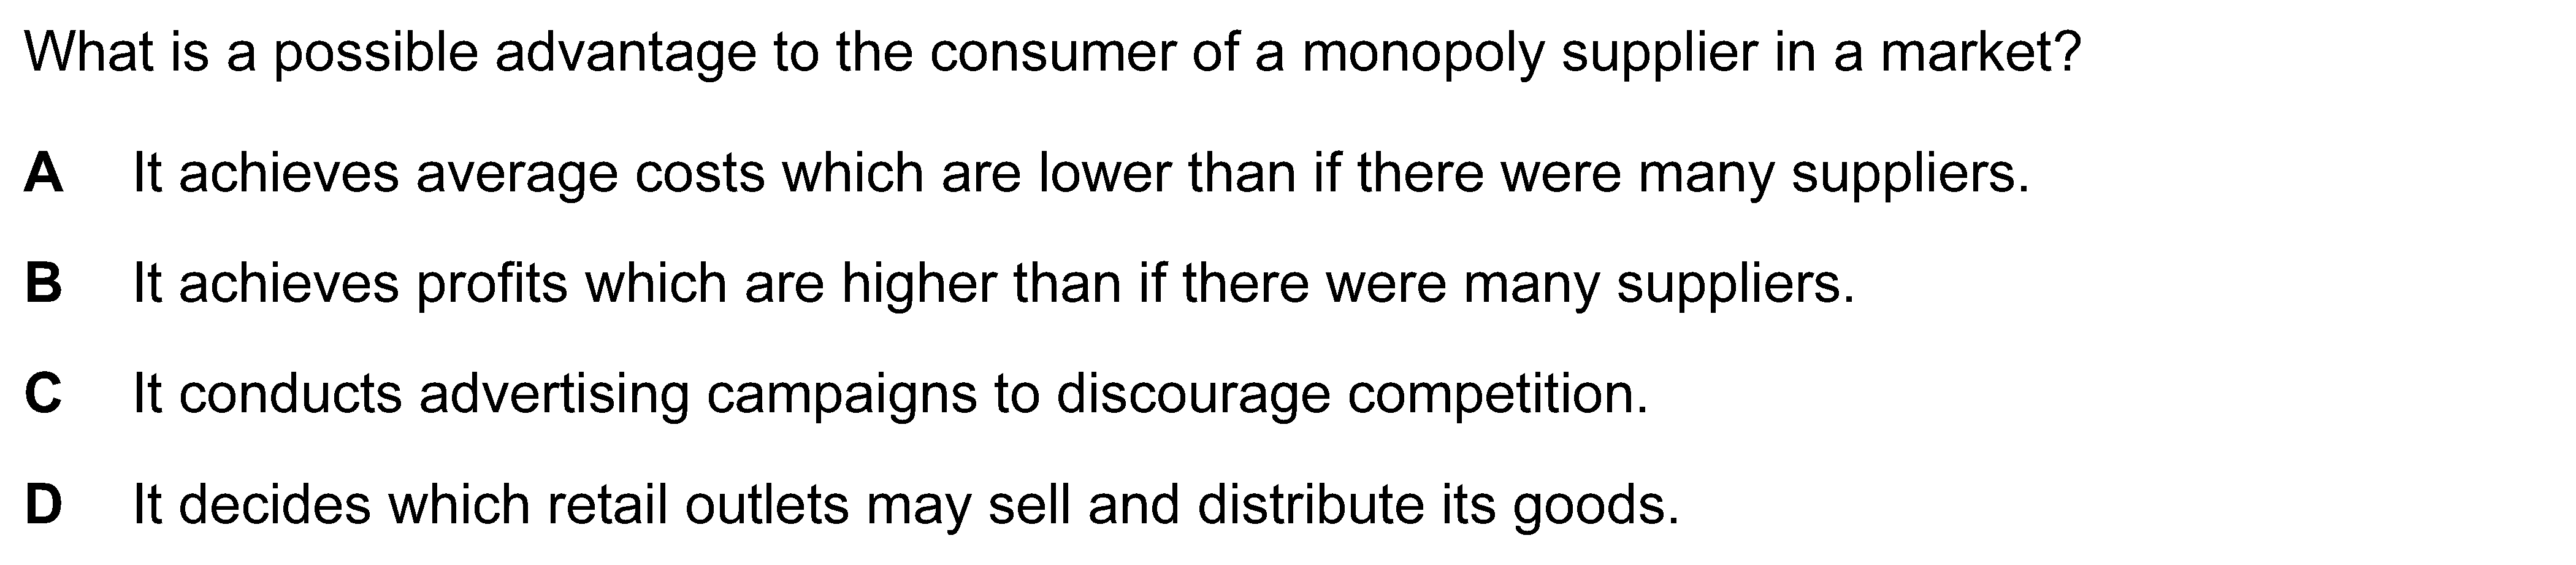 What is a possible advantage to the consumer of a monopoly supplier in a market?
A It achieves average costs which are lower than if there were many suppliers.
B It achieves profits which are higher than if there were many suppliers.
C It conducts advertising campaigns to discourage competition.
D It decides which retail outlets may sell and distribute its goods.